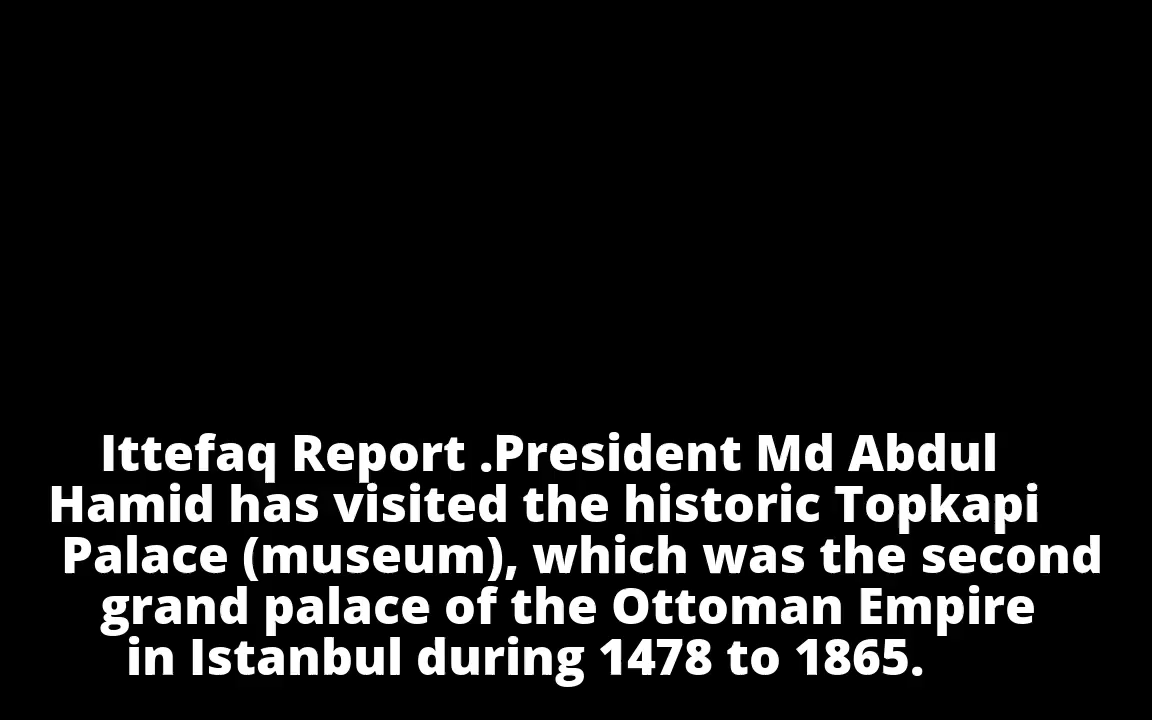 Ittefaq Report .President Md Abdul
Hamid has visited the historic Topkapi
Palace (museum), which was the second
grand palace of the Ottoman Empire
in Istanbul during 1478 to 1865.